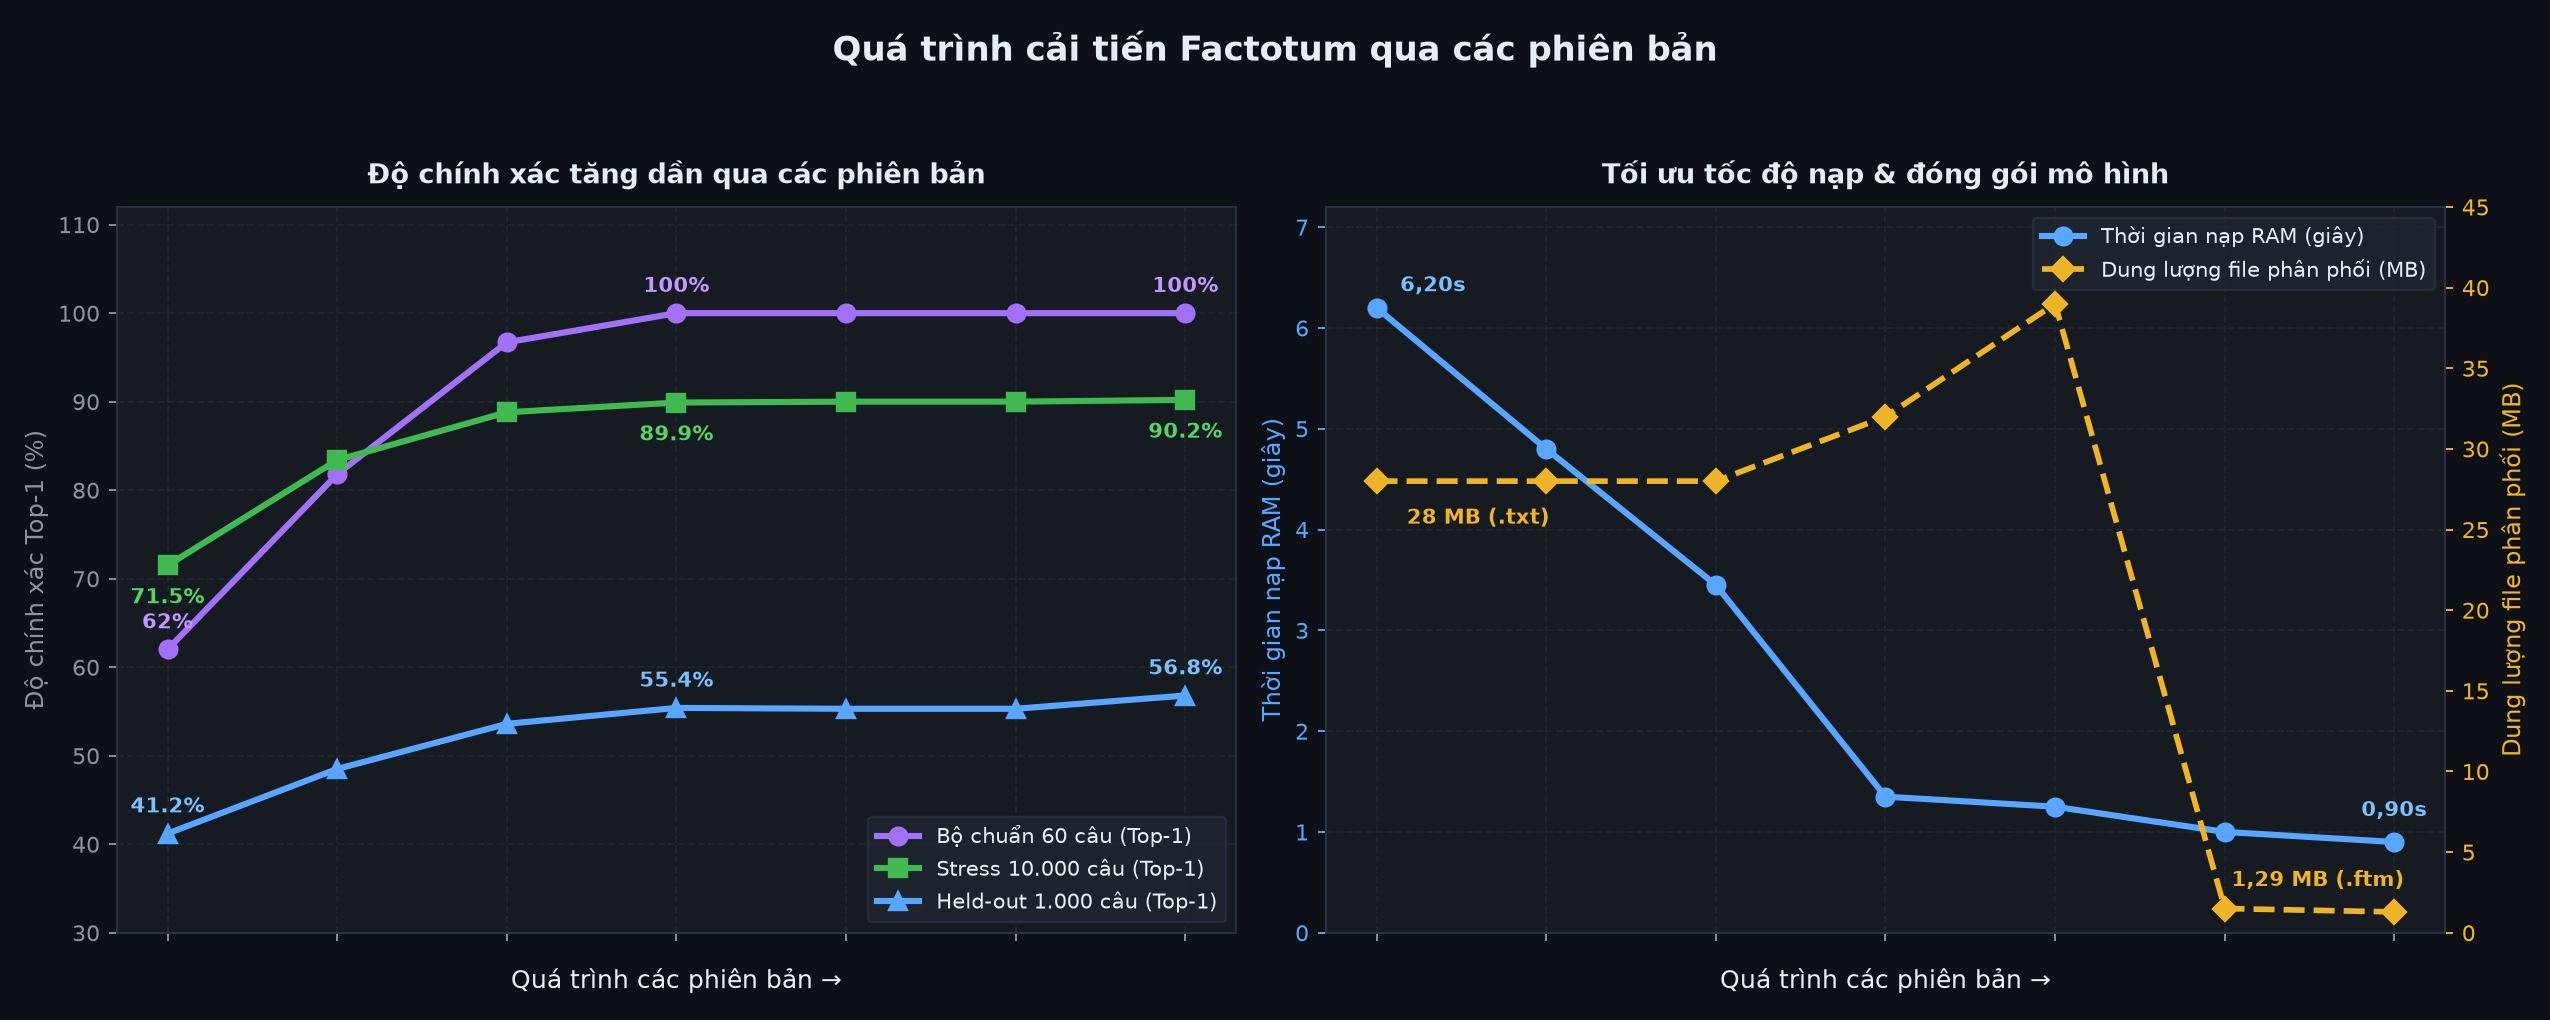 Quá trình cải tiến Factotum qua các phiên bản
Độ chính xác tăng dần qua các phiên bản
Độ chính xác Top-1 (%)
110
100
90
80
70
60
50
40
30
100%
100%
89.9%
90.2%
71.5%
62%
55.4%
56.8%
41.2%
Bộ chuẩn 60 câu (Top-1)
Stress 10.000 câu (Top-1)
Held-out 1.000 câu (Top-1)
Quá trình các phiên bản →
Tối ưu tốc độ nạp & đóng gói mô hình
Thời gian nạp RAM (giây)
7
6
5
4
3
2
1
0
Thời gian nạp RAM (giây)
Dung lượng file phân phối (MB)
6,20s
28 MB (.txt)
0,90s
1,29 MB (.ftm)
45
40
35
30
25
20
15
10
5
0
Dung lượng file phân phối (MB)
Quá trình các phiên bản →